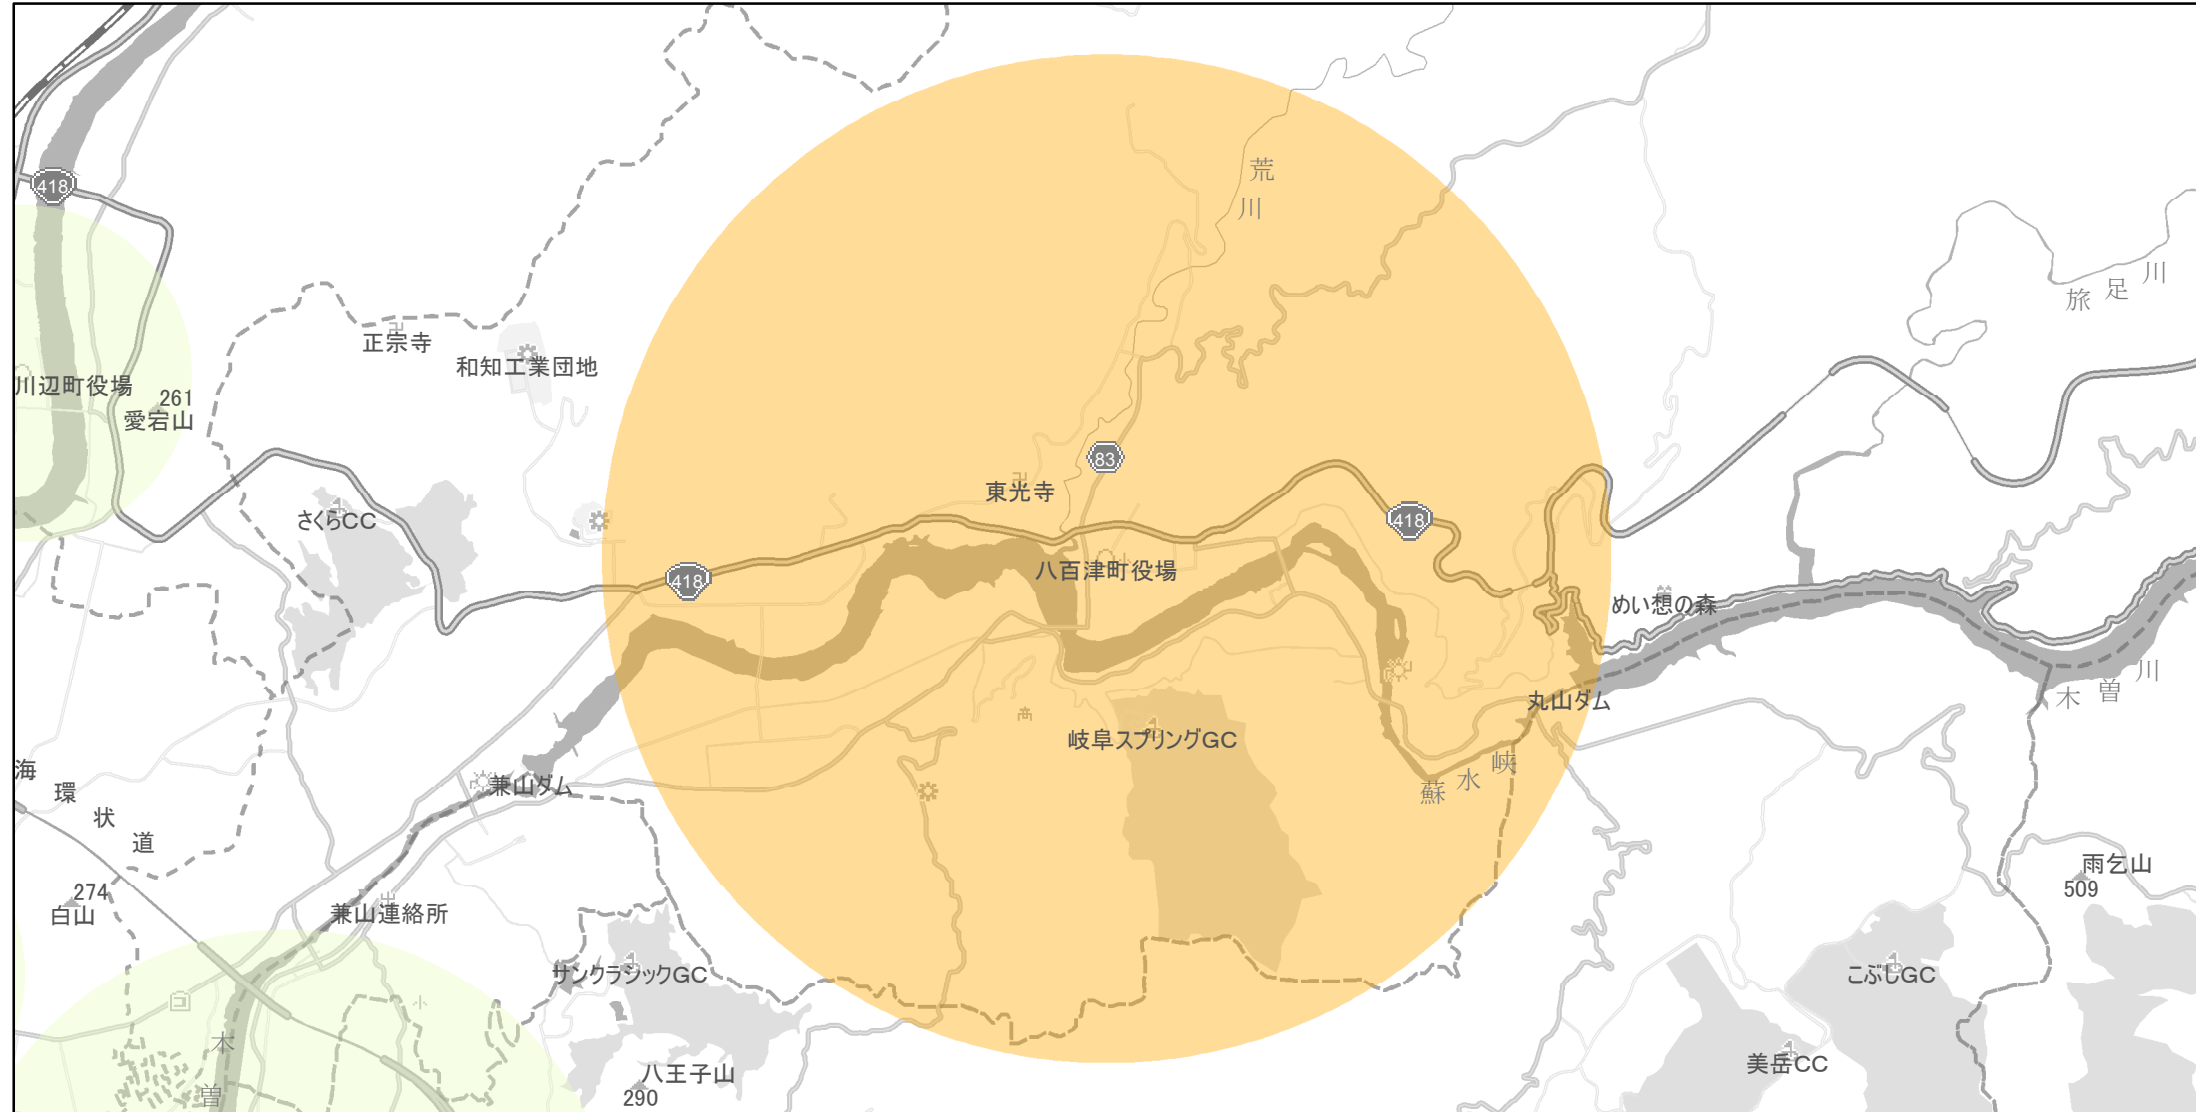 418
荒川
旅足川
正宗寺
和知工業団地
川辺町役場
261
愛宕山
83
東光寺
さくらCC
418
418
八百津町役場
めい想の森
丸山ダム
木曽川
岐阜スプリングGC
蘇水峡
兼山ダム
海環状道
274
白山
兼山連絡所
雨乞山
509
サンクラシックGC
こぶしGC
小
木曽
八王子山
290
美岳CC